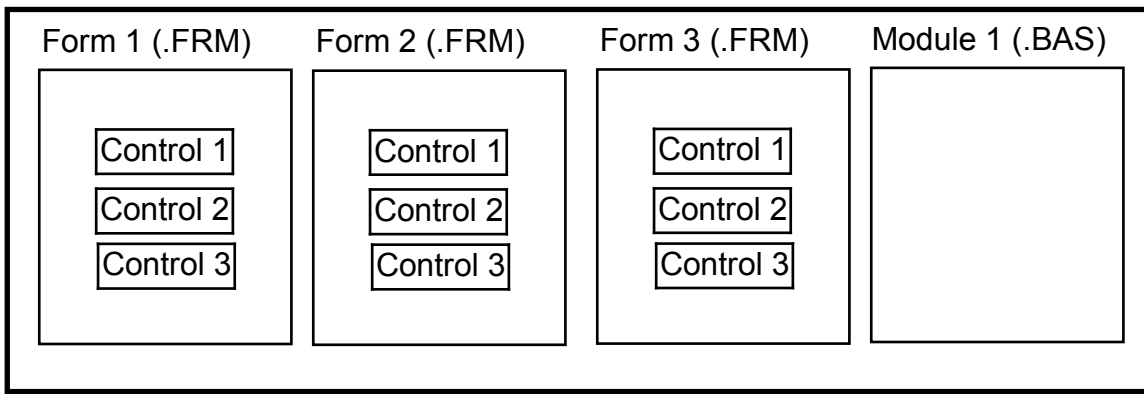 Form 1 (.FRM) Form 2 (.FRM) Form 3 (.FRM) Module 1 (.BAS)
Control 1 Control 1 Control 1
Control 2 Control 2 Control 2
Control 3 Control 3 Control 3